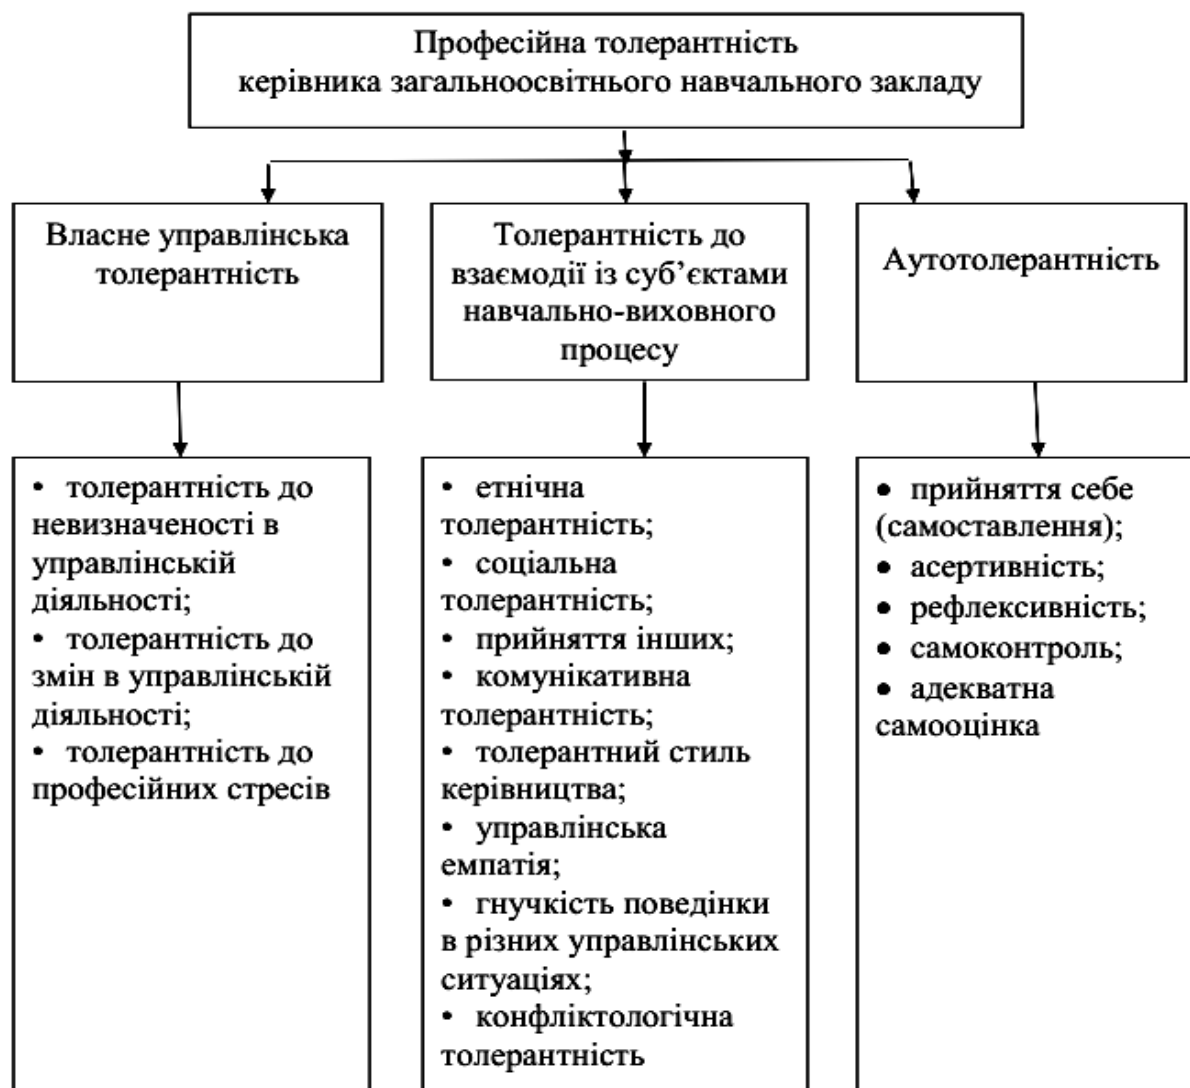 Професійна толерантність
керівника загальноосвітнього навчального закладу
Власне управлінська
толерантність
Толерантність до
взаємодії із суб’єктами
навчально-виховного
процесу
Аутотолерантність
• толерантність до
невизначеності в
управлінській
діяльності;
• толерантність до
змін в управлінській
діяльності;
• толерантність до
професійних стресів
• етнічна
толерантність;
• соціальна
толерантність;
• прийняття інших;
• комунікативна
толерантність;
• толерантний стиль
керівництва;
• управлінська
емпатія;
• гнучкість поведінки
в різних управлінських
ситуаціях;
• конфліктологічна
толерантність
● прийняття себе
(самоставлення);
● асертивність;
● рефлексивність;
● самоконтроль;
● адекватна
самооцінка